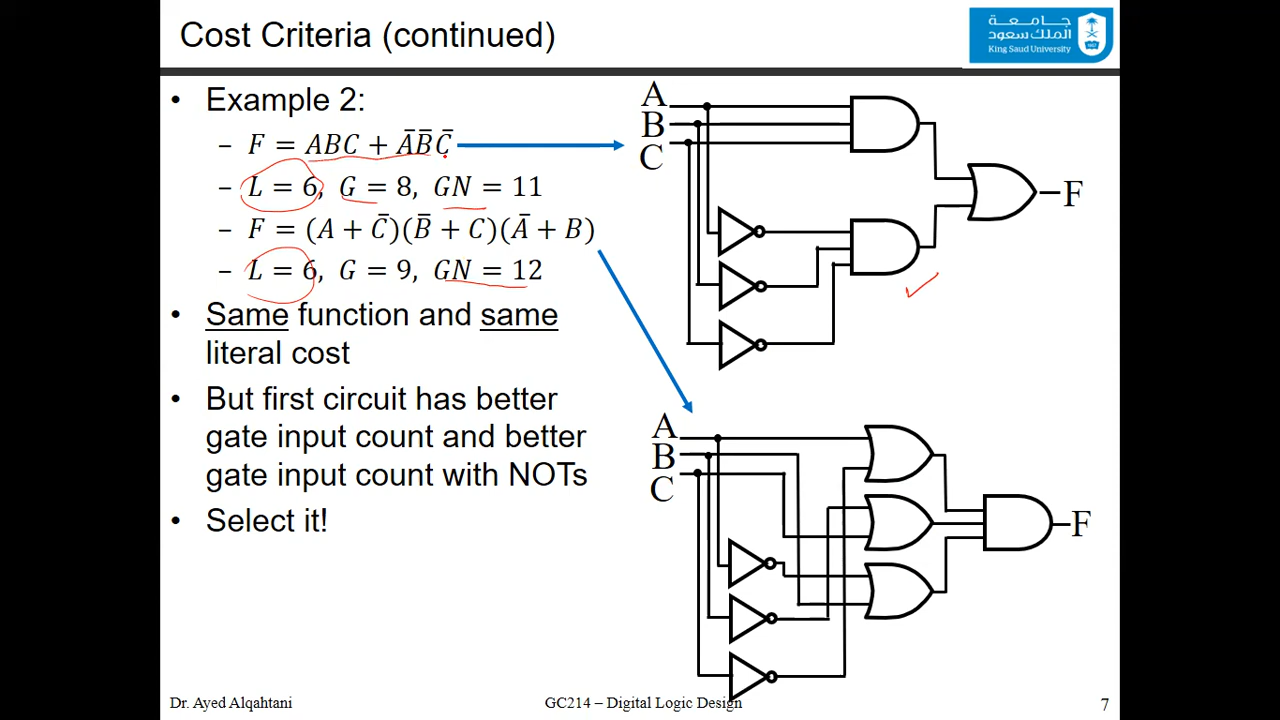 Cost Criteria (continued)
جامعة
الملك سعود
King Saud University
• Example 2:
– F = ABC + A̅B̅C̅
– L = 6, G = 8, GN = 11
– F = (A + C̅)(B̅ + C)(A̅ + B)
– L = 6, G = 9, GN = 12
• Same function and same
literal cost
• But first circuit has better
gate input count and better
gate input count with NOTs
• Select it!
A
B
C
F
A
B
C
F
Dr. Ayed Alqahtani
GC214 – Digital Logic Design
7